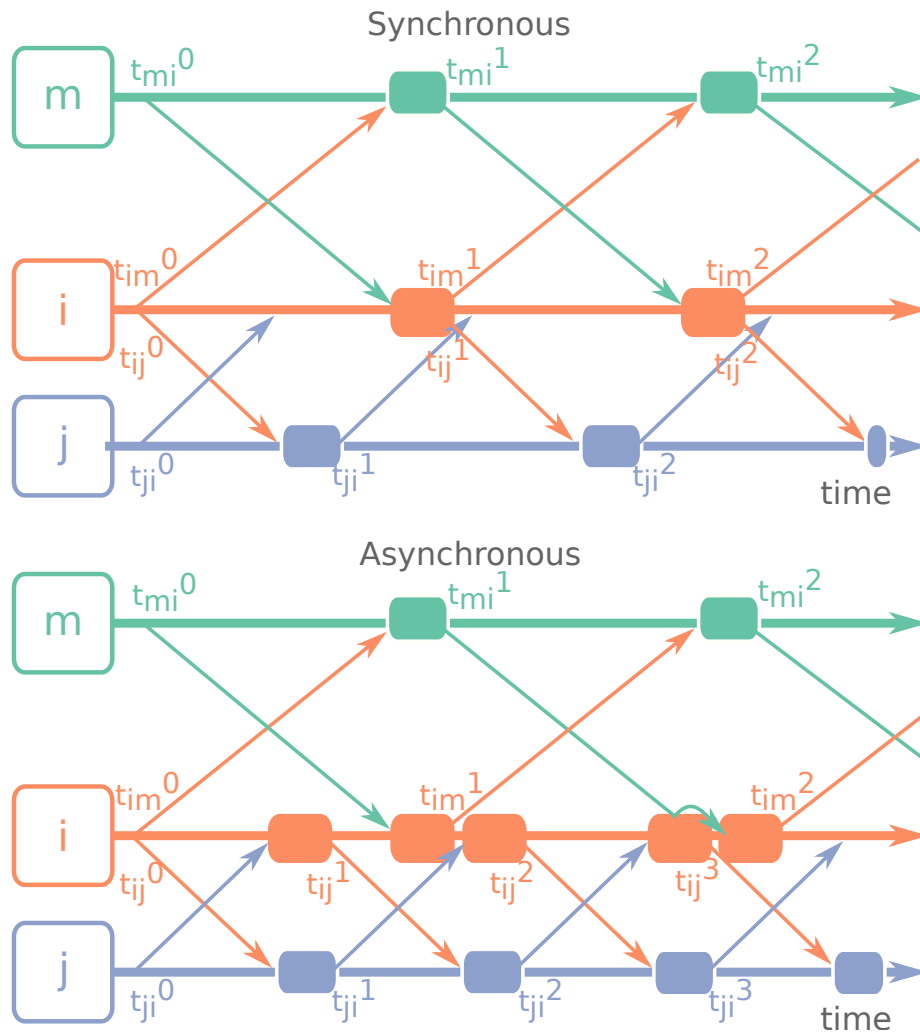 Synchronous
m t_mi^0 t_mi^1 t_mi^2
i t_im^0 t_im^1 t_im^2
t_ij^0 t_ij^1 t_ij^2
j t_ji^0 t_ji^1 t_ji^2
time
Asynchronous
m t_mi^0 t_mi^1 t_mi^2
i t_im^0 t_im^1 t_im^2
t_ij^0 t_ij^1 t_ij^2 t_ij^3
j t_ji^0 t_ji^1 t_ji^2 t_ji^3
time